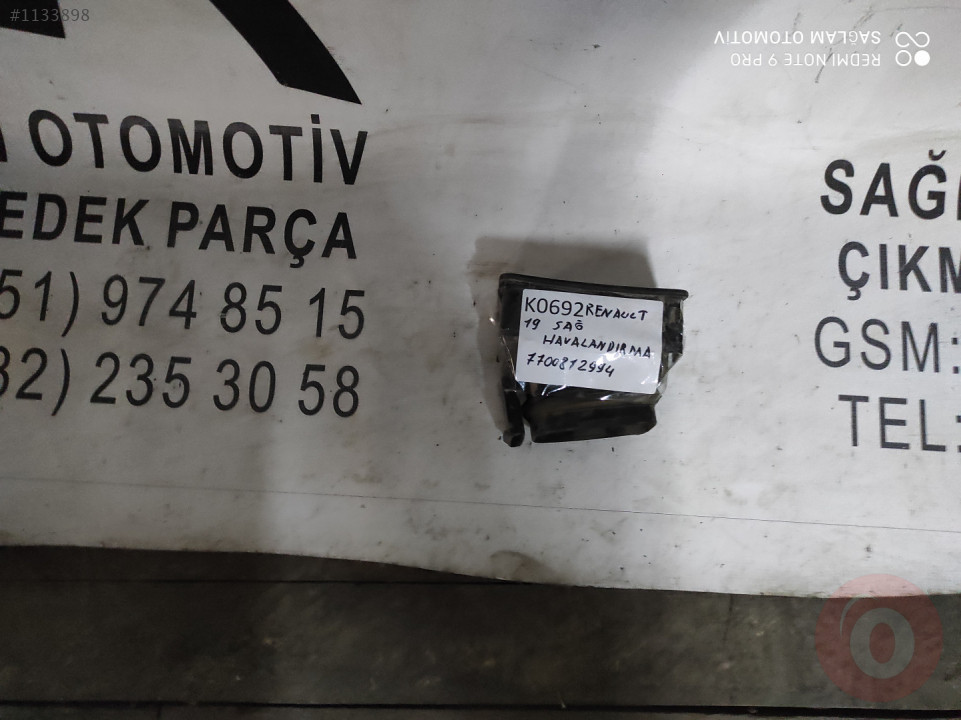 #1133898
REDMI NOTE 9 PRO
SAĞLAM OTOMOTİV
OTOMOTİV
EDEK PARÇA
51) 974 85 15
32) 235 30 58
SAĞ
ÇIKM
GSM:
TEL:
K0692 RENAULT
19 SAĞ
HAVALANDIRMA
7700812994
O